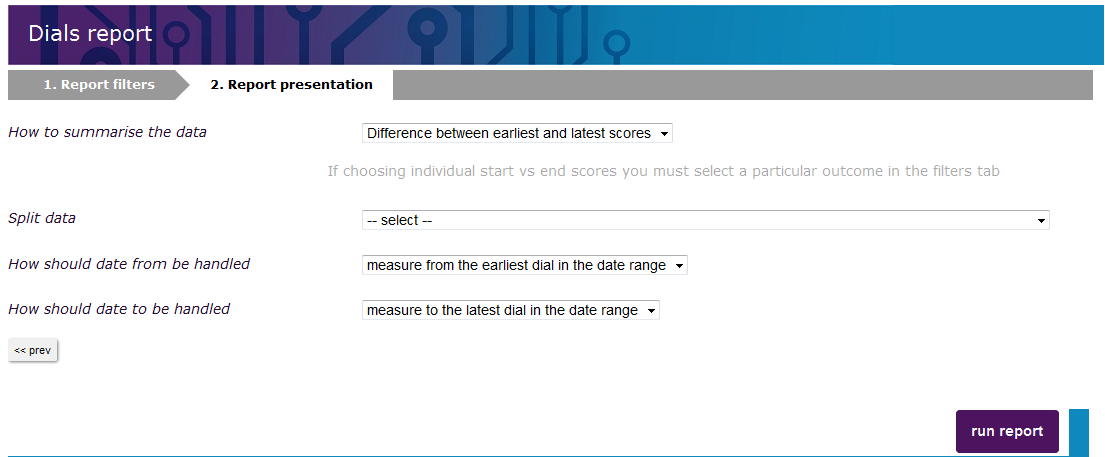 Dials report
1. Report filters
2. Report presentation
How to summarise the data
Difference between earliest and latest scores
If choosing individual start vs end scores you must select a particular outcome in the filters tab
Split data
-- select --
How should date from be handled
measure from the earliest dial in the date range
How should date to be handled
measure to the latest dial in the date range
<< prev
run report